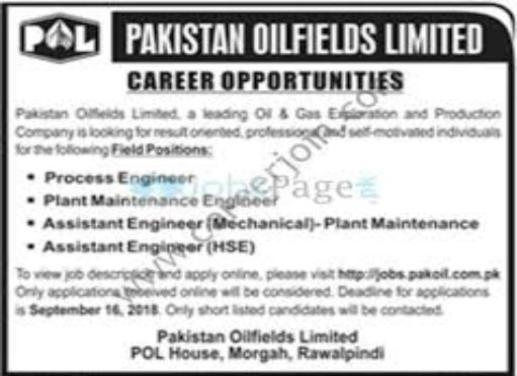 POL PAKISTAN OILFIELDS LIMITED
CAREER OPPORTUNITIES
Pakistan Oilfields Limited, a leading Oil & Gas Exploration and Production
Company is looking for result oriented, professional and self-motivated individuals
for the following Field Positions:
• Process Engineer
• Plant Maintenance Engineer
• Assistant Engineer (Mechanical)- Plant Maintenance
• Assistant Engineer (HSE)
JobsPage
To view job description and apply online, please visit http://jobs.pakoil.com.pk
Only applications received online will be considered. Deadline for applications
is September 16, 2018. Only short listed candidates will be contacted.
Pakistan Oilfields Limited
POL House, Morgah, Rawalpindi